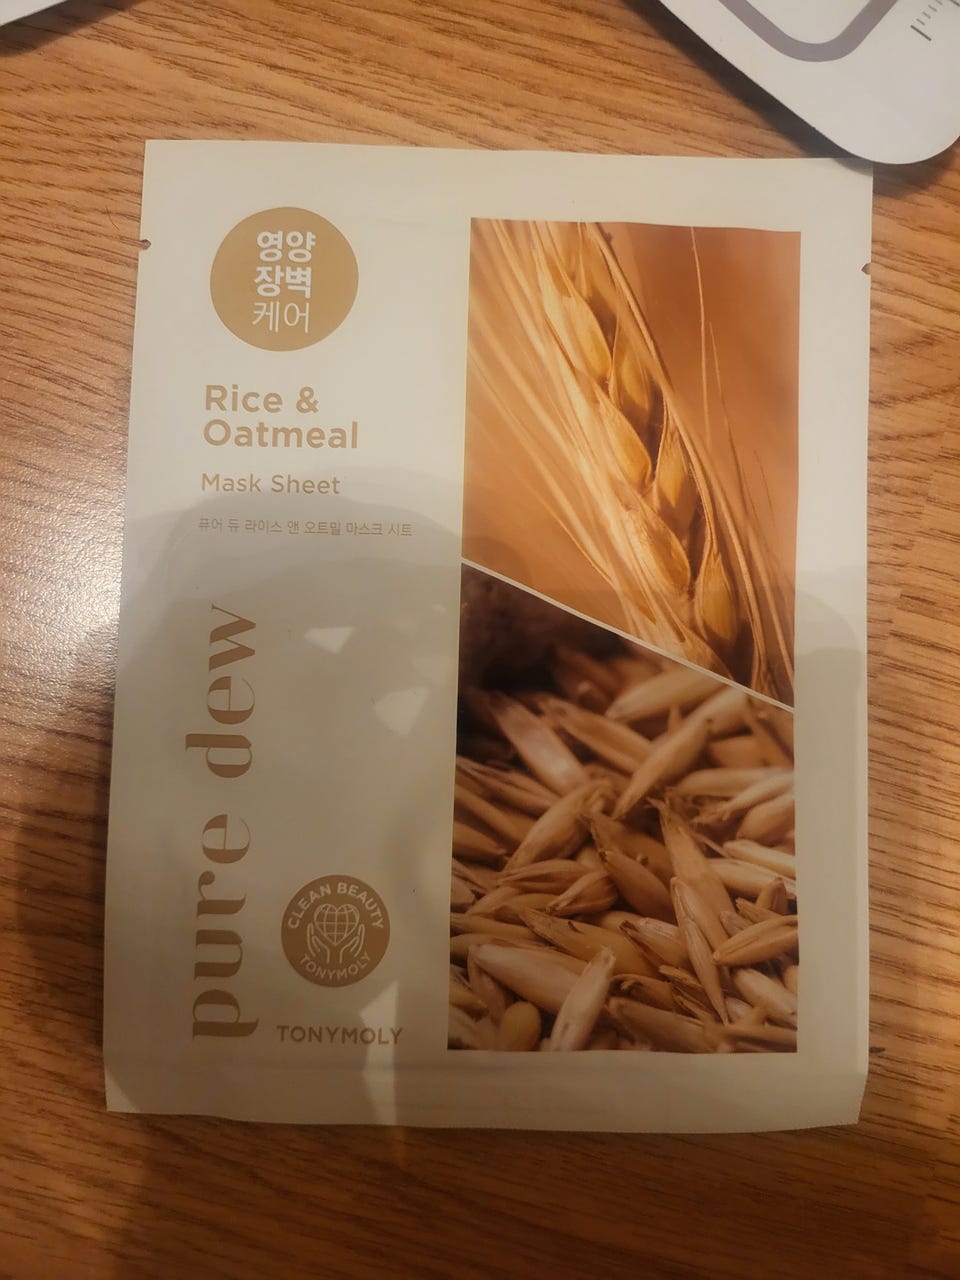 영양
장벽
케어
Rice &
Oatmeal
Mask Sheet
퓨어 듀 라이스 앤 오트밀 마스크 시트
pure dew
CLEAN BEAUTY
TONYMOLY
TONYMOLY